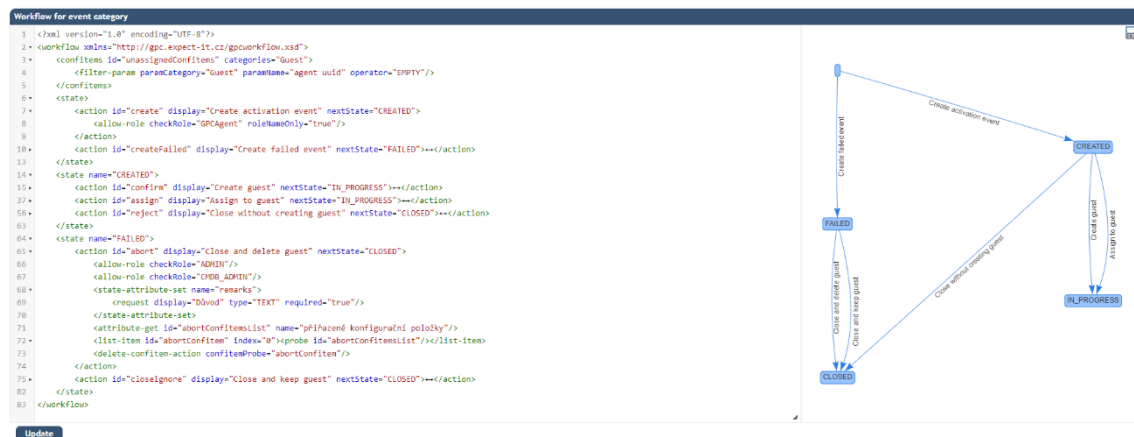 Workflow for event category
1 <?xml version="1.0" encoding="UTF-8"?>
2 <workflow xmlns="http://gpc.expect-it.cz/gpcworkflow.xsd">
3 <confitems id="unassignedConfitems" categories="Guest">
4 <filter-param paramCategory="Guest" paramName="agent uuid" operator="EMPTY"/>
5 </confitems>
6 <state>
7 <action id="create" display="Create activation event" nextState="CREATED">
8 <allow-role checkRole="GPCAgent" roleNameOnly="true"/>
9 </action>
10 <action id="createFailed" display="Create failed event" nextState="FAILED">↔</action>
13 </state>
14 <state name="CREATED">
15 <action id="confirm" display="Create guest" nextState="IN_PROGRESS">↔</action>
37 <action id="assign" display="Assign to guest" nextState="IN_PROGRESS">↔</action>
56 <action id="reject" display="Close without creating guest" nextState="CLOSED">↔</action>
63 </state>
64 <state name="FAILED">
65 <action id="abort" display="Close and delete guest" nextState="CLOSED">
66 <allow-role checkRole="ADMIN"/>
67 <allow-role checkRole="CMDB_ADMIN"/>
68 <state-attribute-set name="remarks">
69 <request display="Důvod" type="TEXT" required="true"/>
70 </state-attribute-set>
71 <attribute-get id="abortConfitemsList" name="přiřazené konfigurační položky"/>
72 <list-item id="abortConfitem" index="0"><probe id="abortConfitemsList"/></list-item>
73 <delete-confitem-action confitemProbe="abortConfitem"/>
74 </action>
75 <action id="closeIgnore" display="Close and keep guest" nextState="CLOSED">↔</action>
82 </state>
83 </workflow>
Update
Create activation event
Create failed event
CREATED
FAILED
Create guest
Assign to guest
Close without creating guest
Close and delete guest
Close and keep guest
IN_PROGRESS
CLOSED